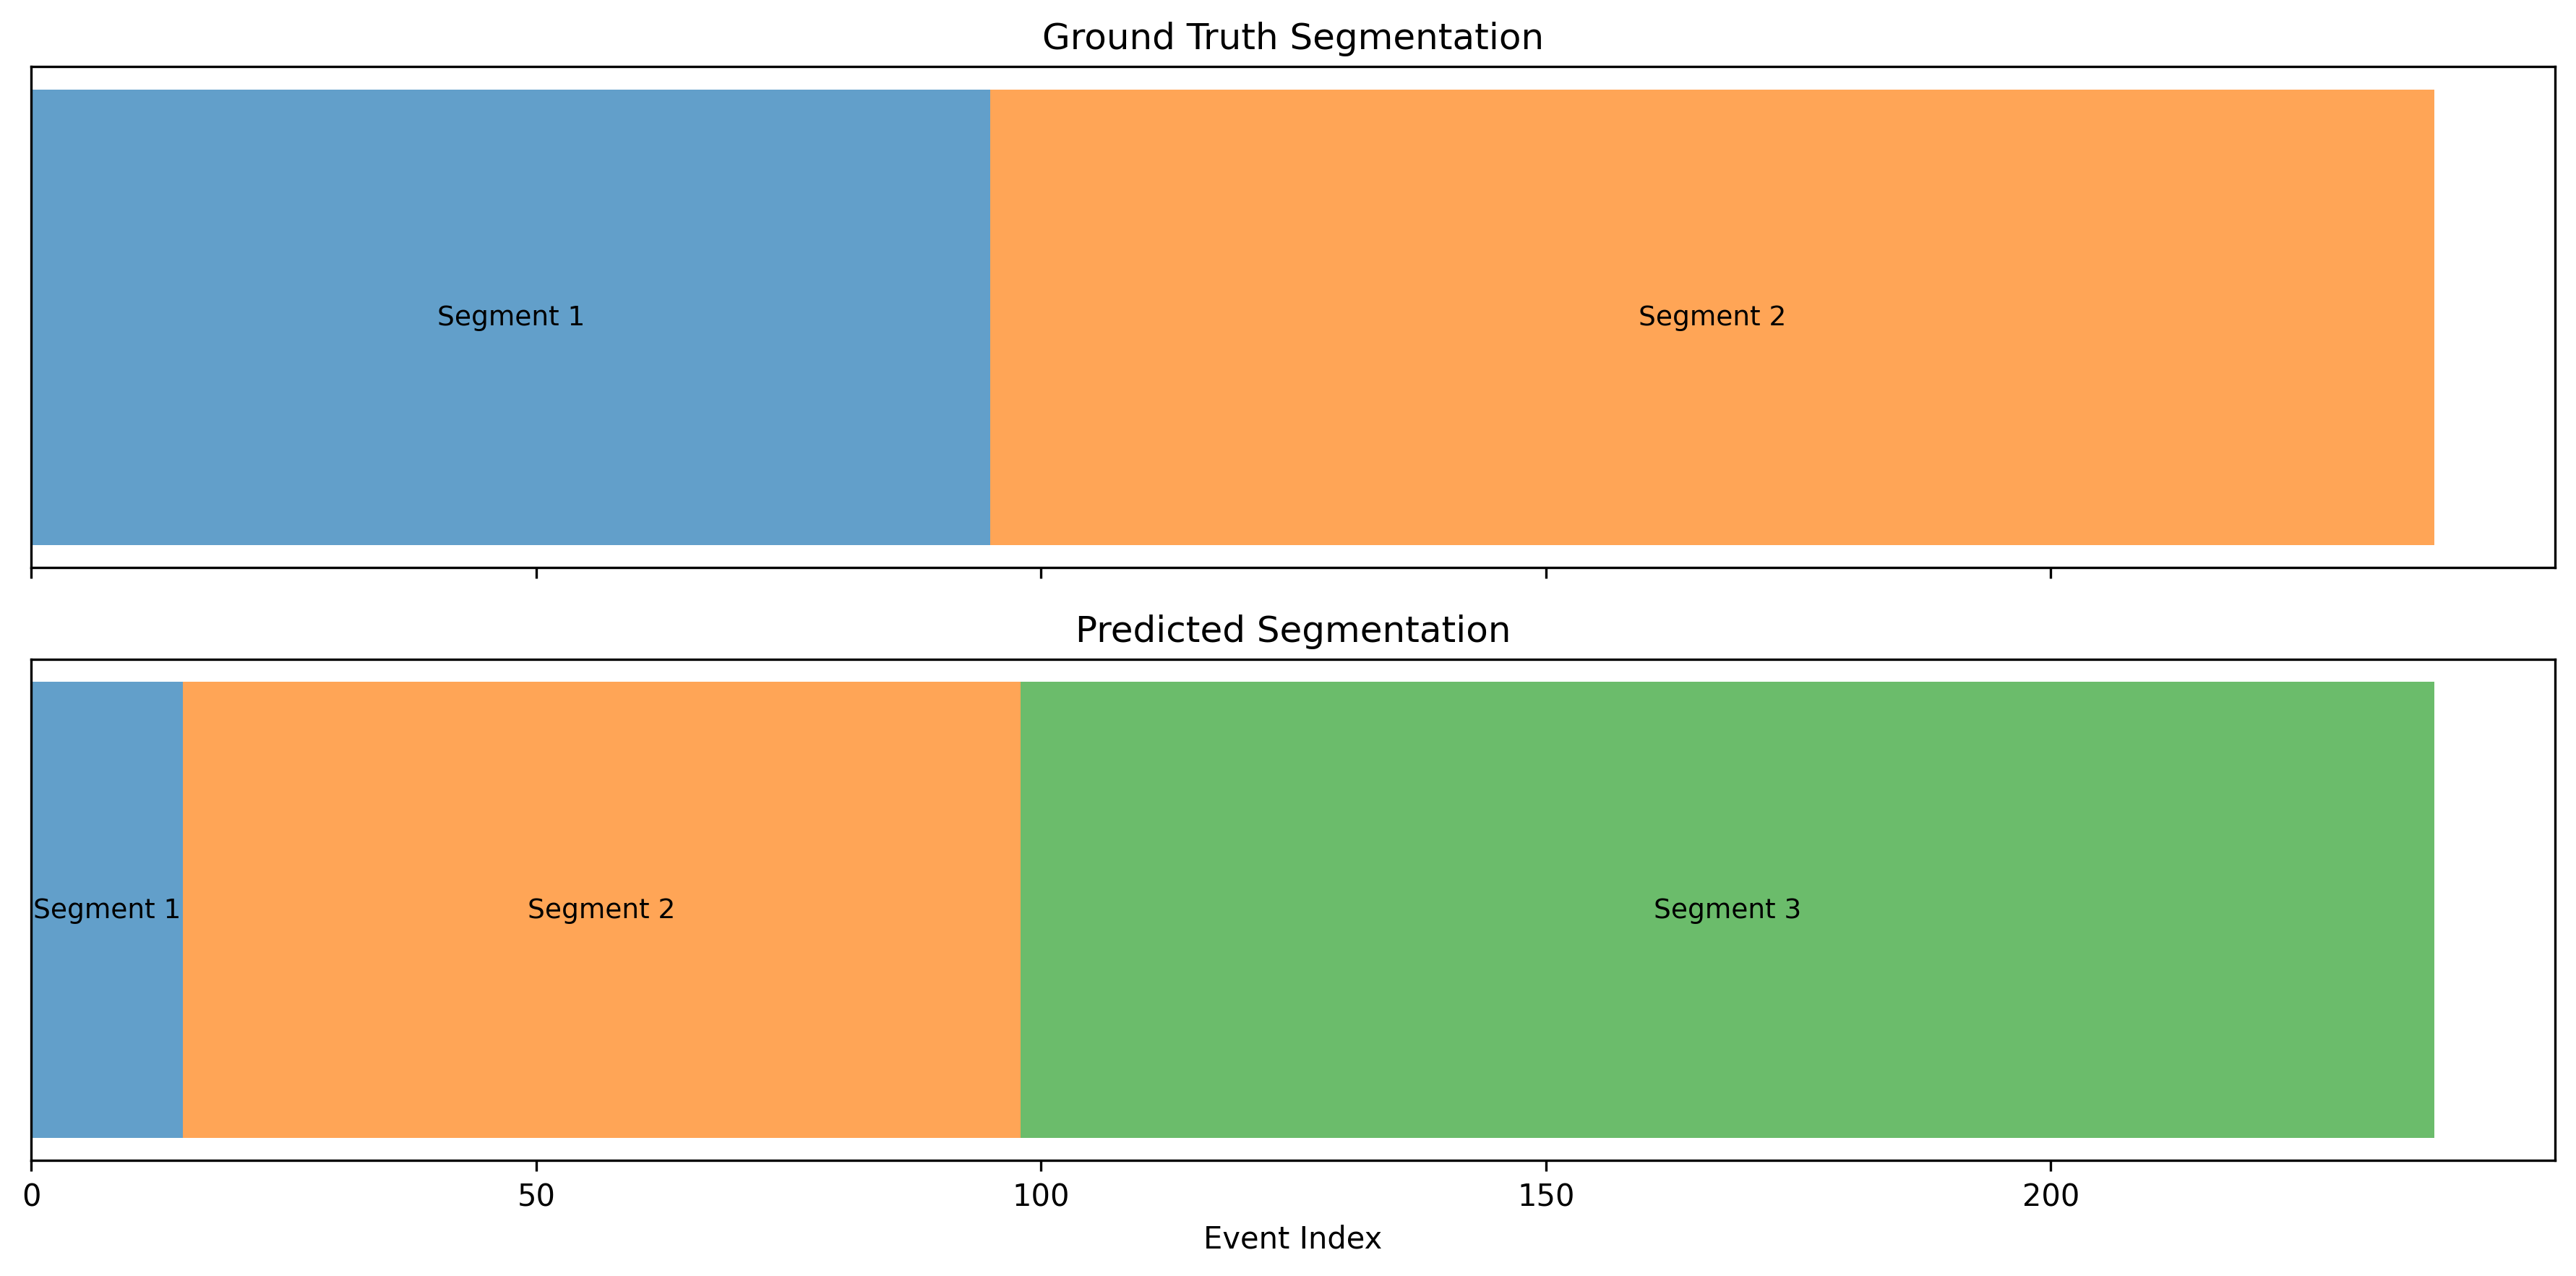 Ground Truth Segmentation
Segment 1
Segment 2
Predicted Segmentation
Segment 1
Segment 2
Segment 3
0
50
100
150
200
Event Index